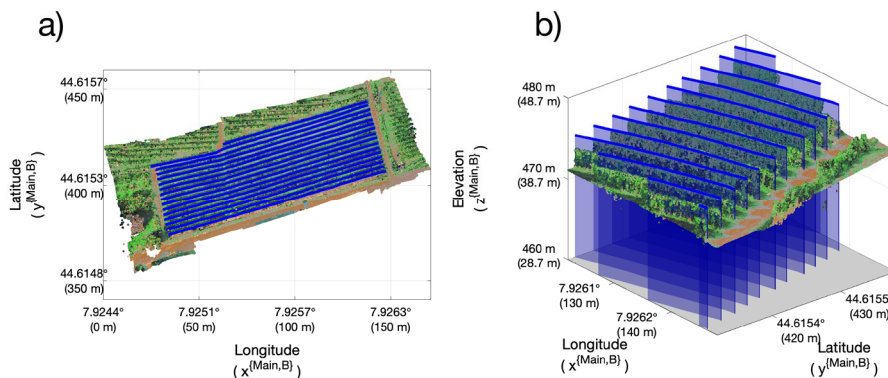 a)
44.6157°
(450 m)
44.6153°
(400 m)
44.6148°
(350 m)
Latitude
( y{Main,B})
7.9244°
(0 m)
7.9251°
(50 m)
7.9257°
(100 m)
7.9263°
(150 m)
Longitude
( x{Main,B})
b)
480 m
(48.7 m)
470 m
(38.7 m)
460 m
(28.7 m)
Elevation
( z{Main,B})
7.9261°
(130 m)
7.9262°
(140 m)
Longitude
( x{Main,B})
44.6155°
(430 m)
44.6154°
(420 m)
Latitude
( y{Main,B})